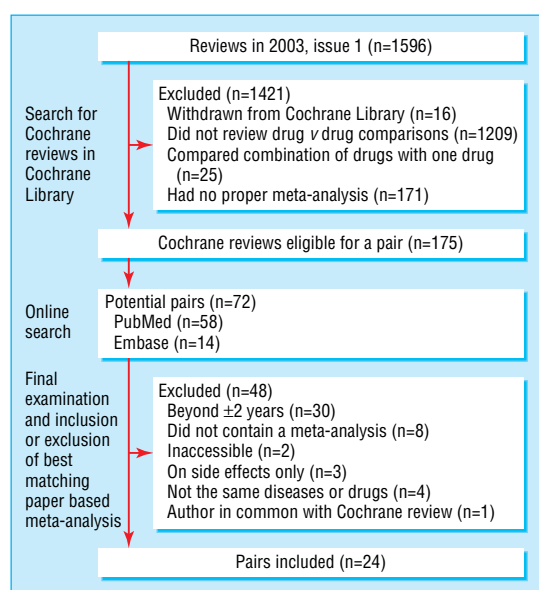 Reviews in 2003, issue 1 (n=1596)
Search for
Cochrane
reviews in
Cochrane
Library
Excluded (n=1421)
Withdrawn from Cochrane Library (n=16)
Did not review drug v drug comparisons (n=1209)
Compared combination of drugs with one drug
(n=25)
Had no proper meta-analysis (n=171)
Cochrane reviews eligible for a pair (n=175)
Online
search
Potential pairs (n=72)
PubMed (n=58)
Embase (n=14)
Final
examination
and inclusion
or exclusion
of best
matching
paper based
meta-analysis
Excluded (n=48)
Beyond ±2 years (n=30)
Did not contain a meta-analysis (n=8)
Inaccessible (n=2)
On side effects only (n=3)
Not the same diseases or drugs (n=4)
Author in common with Cochrane review (n=1)
Pairs included (n=24)